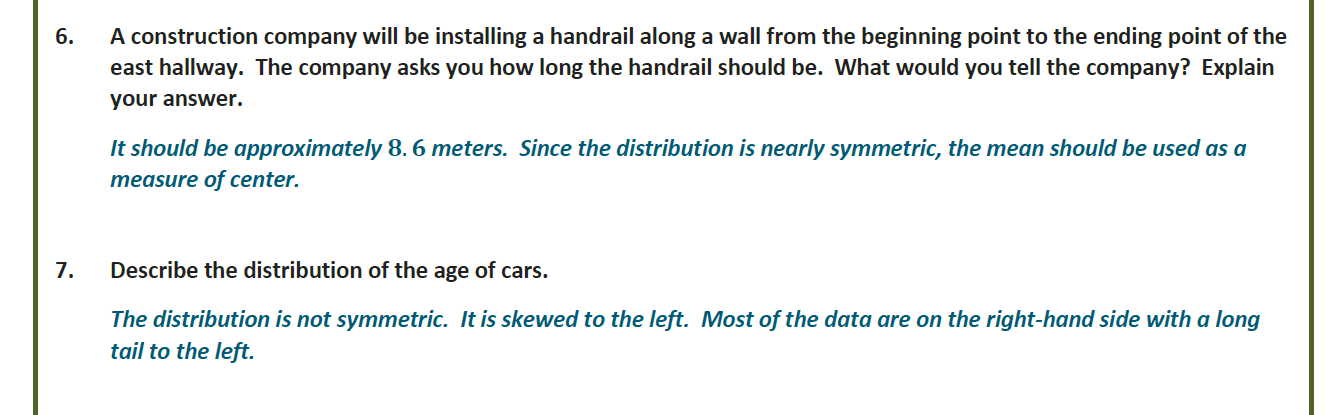 6. A construction company will be installing a handrail along a wall from the beginning point to the ending point of the
east hallway. The company asks you how long the handrail should be. What would you tell the company? Explain
your answer.
It should be approximately 8.6 meters. Since the distribution is nearly symmetric, the mean should be used as a
measure of center.
7. Describe the distribution of the age of cars.
The distribution is not symmetric. It is skewed to the left. Most of the data are on the right-hand side with a long
tail to the left.